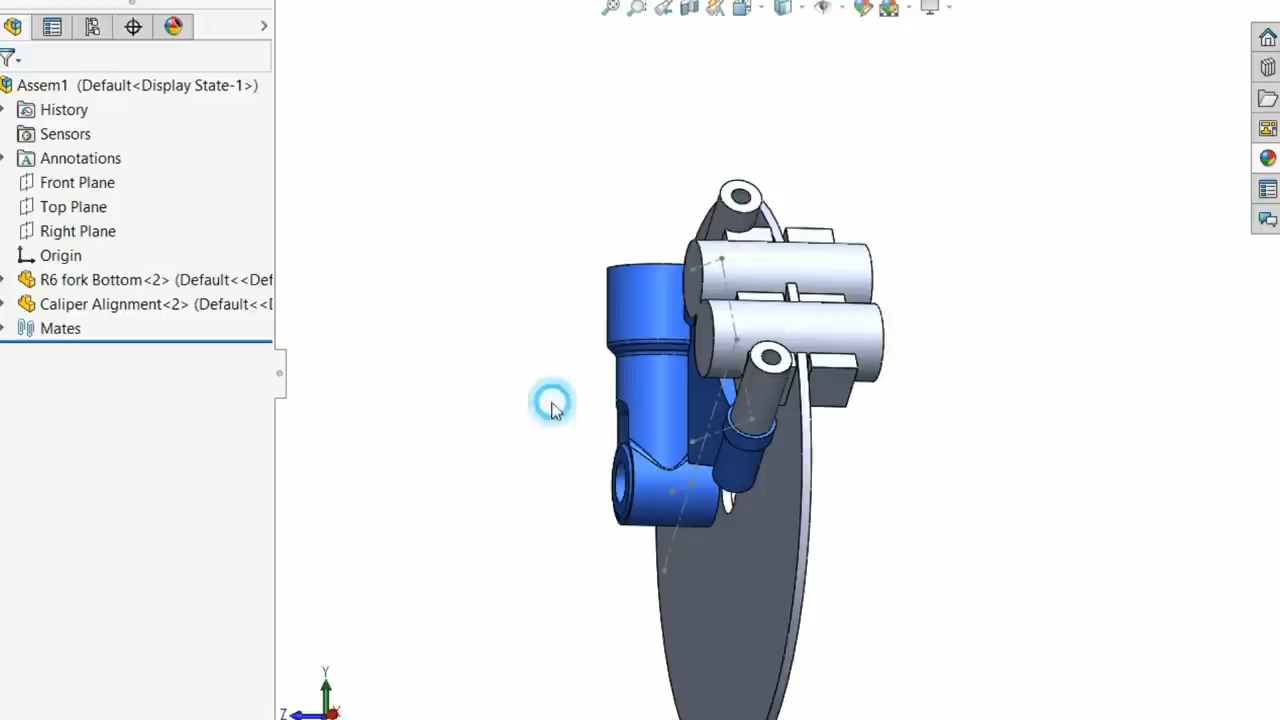 Assem1 (Default<Display State-1>)
History
Sensors
Annotations
Front Plane
Top Plane
Right Plane
Origin
R6 fork Bottom<2> (Default<<Def
Caliper Alignment<2> (Default<<D
Mates
Y
Z